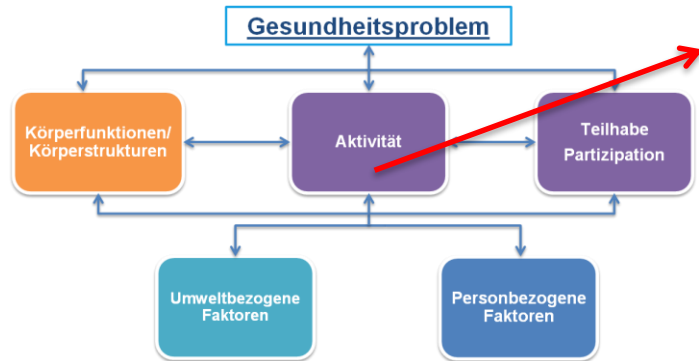 Gesundheitsproblem
Körperfunktionen/
Körperstrukturen
Aktivität
Teilhabe
Partizipation
Umweltbezogene
Faktoren
Personbezogene
Faktoren